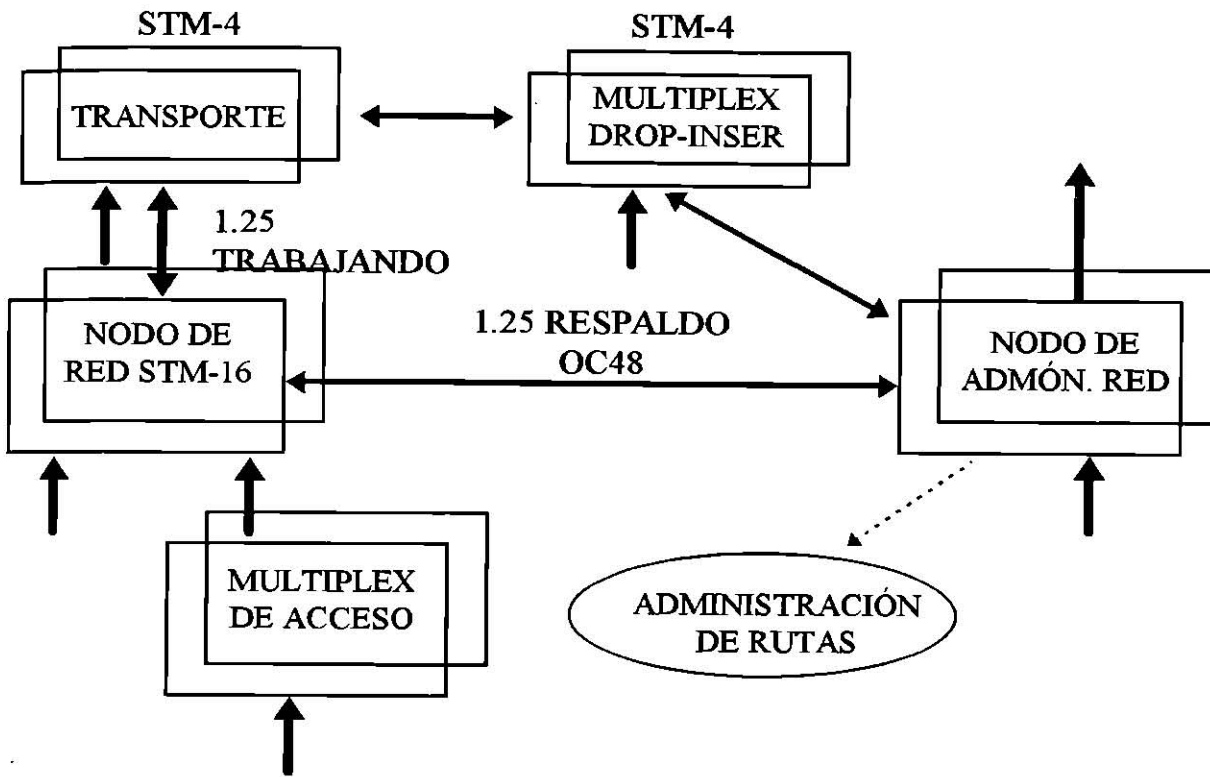 STM-4
STM-4
TRANSPORTE
MULTIPLEX
DROP-INSER
1.25
TRABAJANDO
NODO DE
RED STM-16
1.25 RESPALDO
OC48
NODO DE
ADMÓN. RED
MULTIPLEX
DE ACCESO
ADMINISTRACIÓN
DE RUTAS